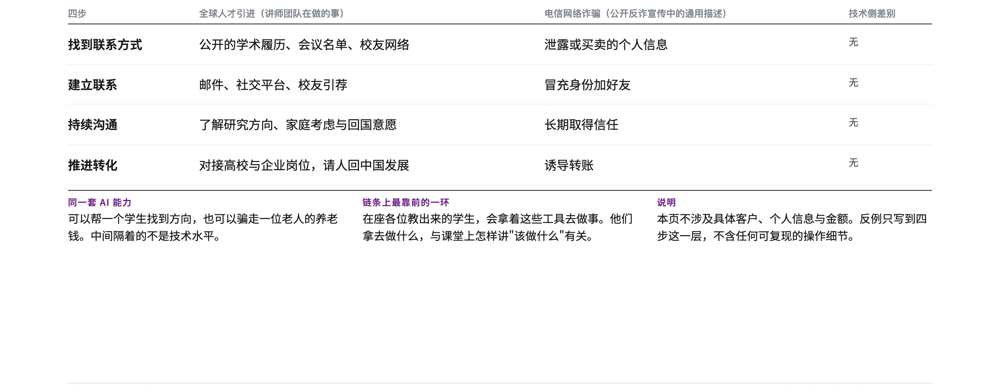 四步 全球人才引进（讲师团队在做的事） 电信网络诈骗（公开反诈宣传中的通用描述） 技术侧差别
找到联系方式 公开的学术履历、会议名单、校友网络 泄露或买卖的个人信息 无
建立联系 邮件、社交平台、校友引荐 冒充身份加好友 无
持续沟通 了解研究方向、家庭考虑与回国意愿 长期取得信任 无
推进转化 对接高校与企业岗位，请人回中国发展 诱导转账 无
同一套 AI 能力
可以帮一个学生找到方向，也可以骗走一位老人的养老
钱。中间隔着的不是技术水平。
链条上最靠前的一环
在座各位教出来的学生，会拿着这些工具去做事。他们
拿去做什么，与课堂上怎样讲"该做什么"有关。
说明
本页不涉及具体客户、个人信息与金额。反例只写到四
步这一层，不含任何可复现的操作细节。